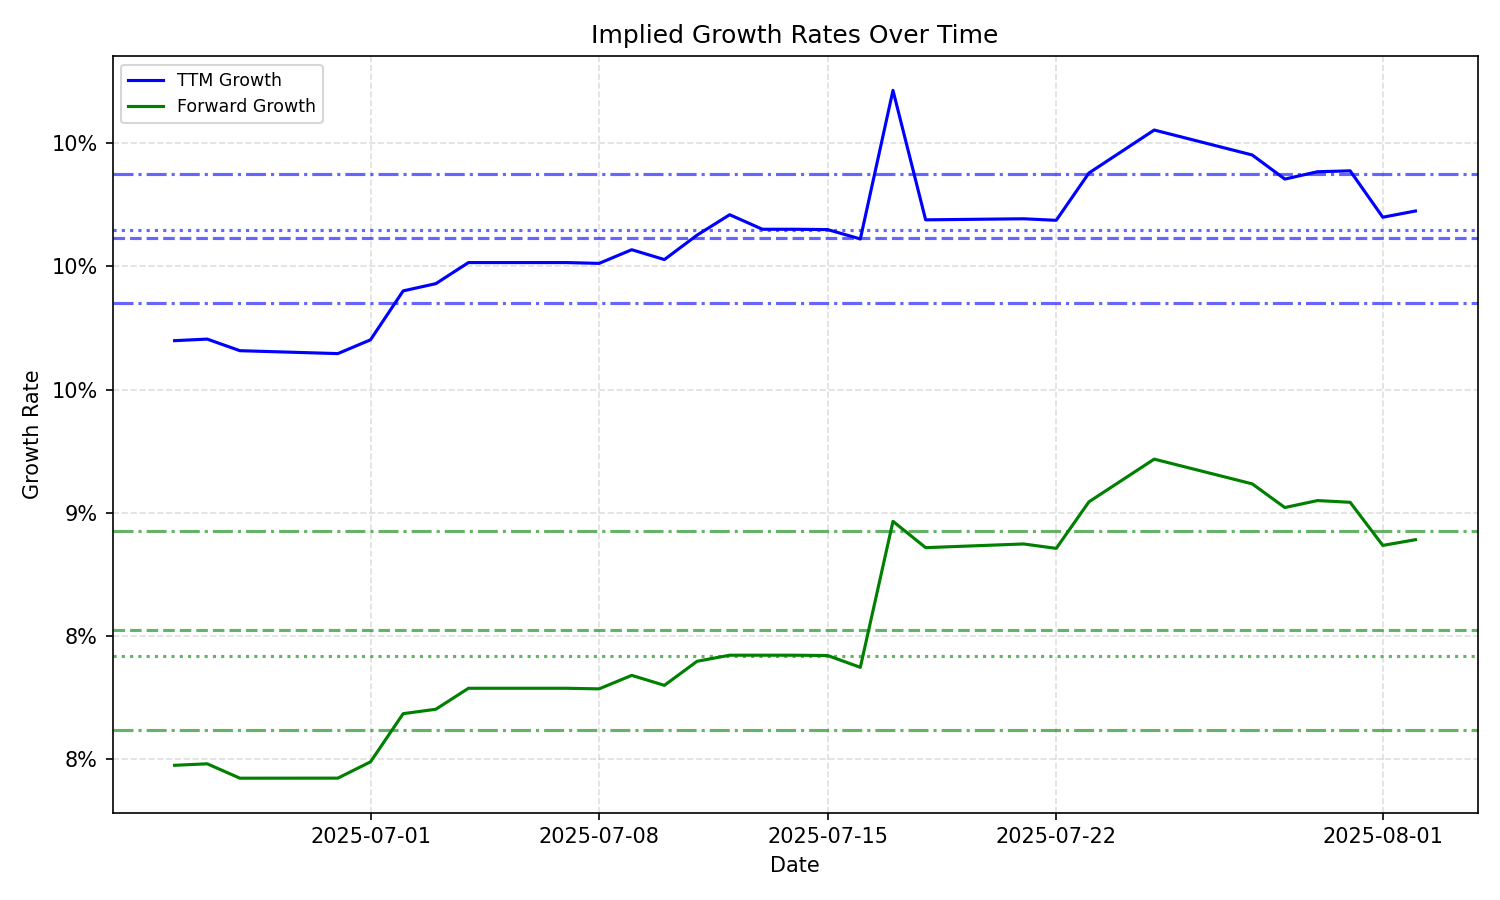 Implied Growth Rates Over Time
TTM Growth
Forward Growth
10%
10%
10%
9%
8%
8%
Growth Rate
2025-07-01
2025-07-08
2025-07-15
2025-07-22
2025-08-01
Date